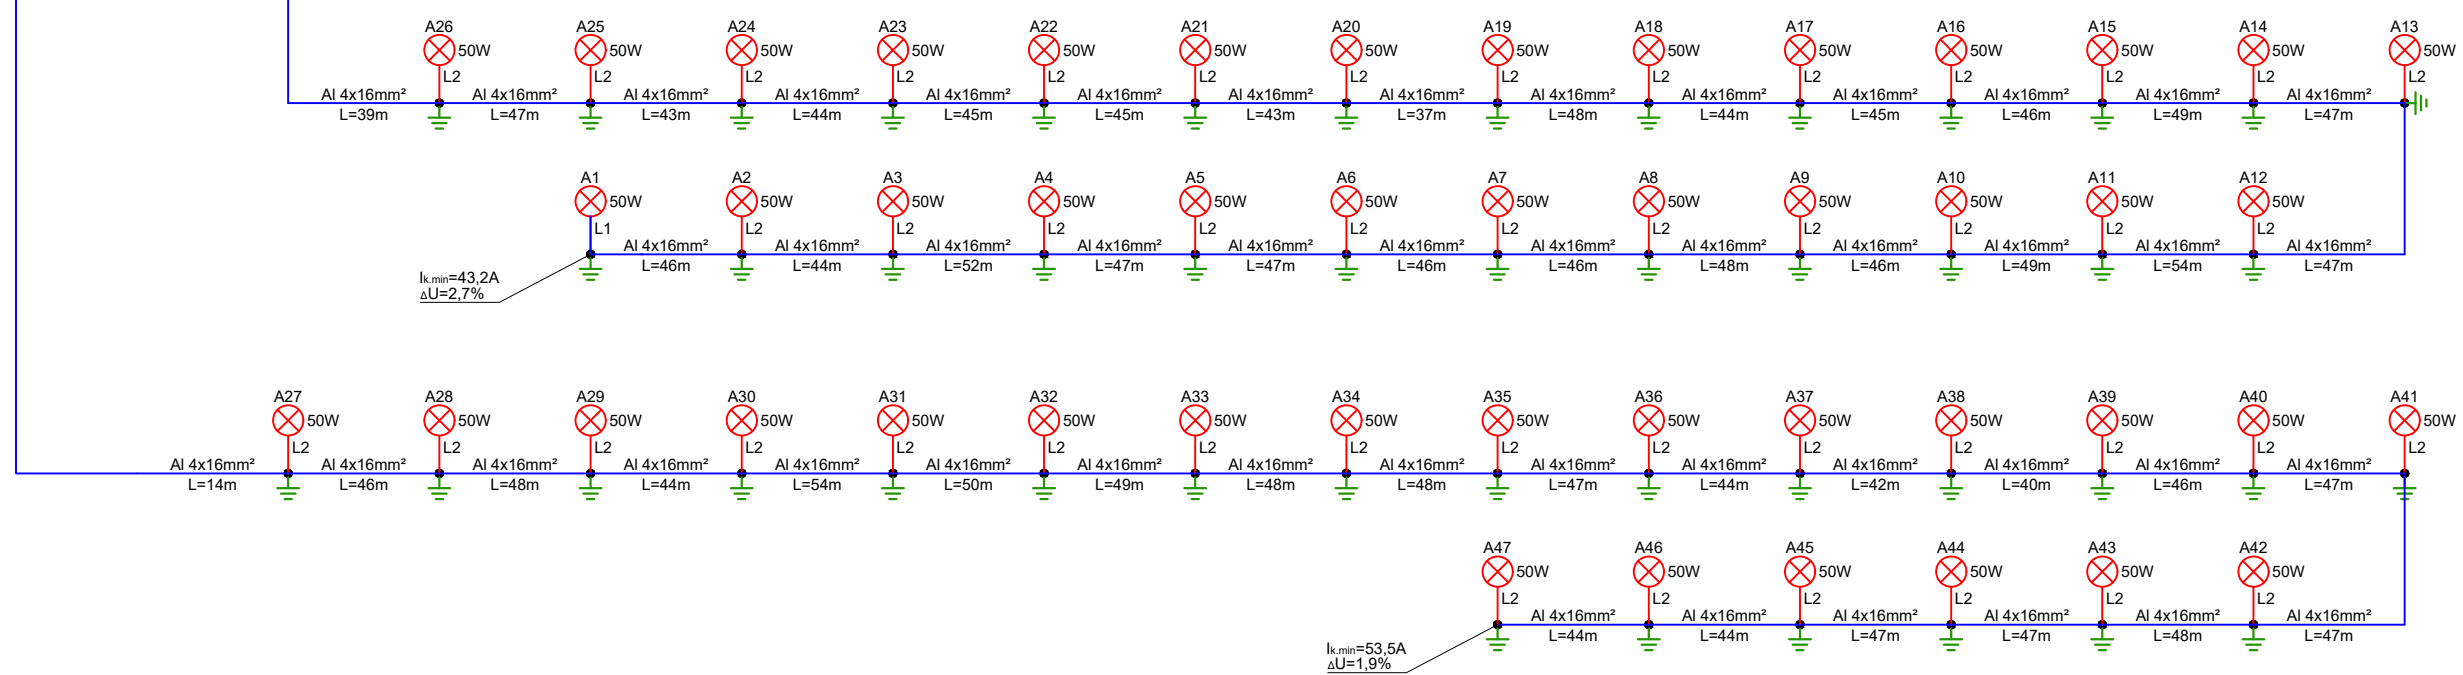 A26 A25 A24 A23 A22 A21 A20 A19 A18 A17 A16 A15 A14 A13
50W 50W 50W 50W 50W 50W 50W 50W 50W 50W 50W 50W 50W 50W
L2 L2 L2 L2 L2 L2 L2 L2 L2 L2 L2 L2 L2 L2
Al 4x16mm² Al 4x16mm² Al 4x16mm² Al 4x16mm² Al 4x16mm² Al 4x16mm² Al 4x16mm² Al 4x16mm² Al 4x16mm² Al 4x16mm² Al 4x16mm² Al 4x16mm² Al 4x16mm² Al 4x16mm²
L=39m L=47m L=43m L=44m L=45m L=45m L=43m L=37m L=48m L=44m L=45m L=46m L=49m L=47m
A1 A2 A3 A4 A5 A6 A7 A8 A9 A10 A11 A12
50W 50W 50W 50W 50W 50W 50W 50W 50W 50W 50W 50W
L1 L2 L2 L2 L2 L2 L2 L2 L2 L2 L2 L2
Al 4x16mm² Al 4x16mm² Al 4x16mm² Al 4x16mm² Al 4x16mm² Al 4x16mm² Al 4x16mm² Al 4x16mm² Al 4x16mm² Al 4x16mm² Al 4x16mm² Al 4x16mm²
L=46m L=44m L=52m L=47m L=47m L=46m L=46m L=48m L=46m L=49m L=54m L=47m
Ik.min=43,2A
ΔU=2,7%
A27 A28 A29 A30 A31 A32 A33 A34 A35 A36 A37 A38 A39 A40 A41
50W 50W 50W 50W 50W 50W 50W 50W 50W 50W 50W 50W 50W 50W 50W
L2 L2 L2 L2 L2 L2 L2 L2 L2 L2 L2 L2 L2 L2 L2
Al 4x16mm² Al 4x16mm² Al 4x16mm² Al 4x16mm² Al 4x16mm² Al 4x16mm² Al 4x16mm² Al 4x16mm² Al 4x16mm² Al 4x16mm² Al 4x16mm² Al 4x16mm² Al 4x16mm² Al 4x16mm² Al 4x16mm²
L=14m L=46m L=48m L=44m L=54m L=50m L=49m L=48m L=48m L=47m L=44m L=42m L=40m L=46m L=47m
A47 A46 A45 A44 A43 A42
50W 50W 50W 50W 50W 50W
L2 L2 L2 L2 L2 L2
Al 4x16mm² Al 4x16mm² Al 4x16mm² Al 4x16mm² Al 4x16mm² Al 4x16mm²
L=44m L=44m L=47m L=47m L=48m L=47m
Ik.min=53,5A
ΔU=1,9%